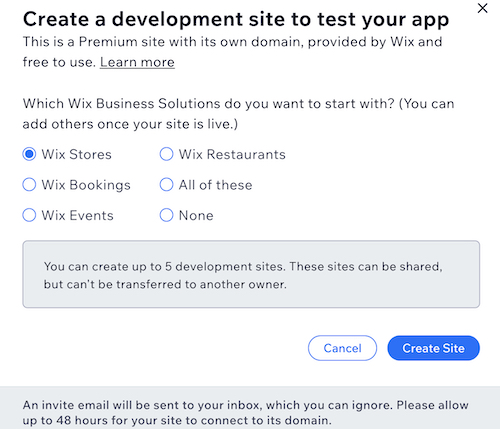 Create a development site to test your app
This is a Premium site with its own domain, provided by Wix and
free to use. Learn more
Which Wix Business Solutions do you want to start with? (You can
add others once your site is live.)
Wix Stores
Wix Restaurants
Wix Bookings
All of these
Wix Events
None
You can create up to 5 development sites. These sites can be shared,
but can't be transferred to another owner.
Cancel
Create Site
An invite email will be sent to your inbox, which you can ignore. Please allow
up to 48 hours for your site to connect to its domain.